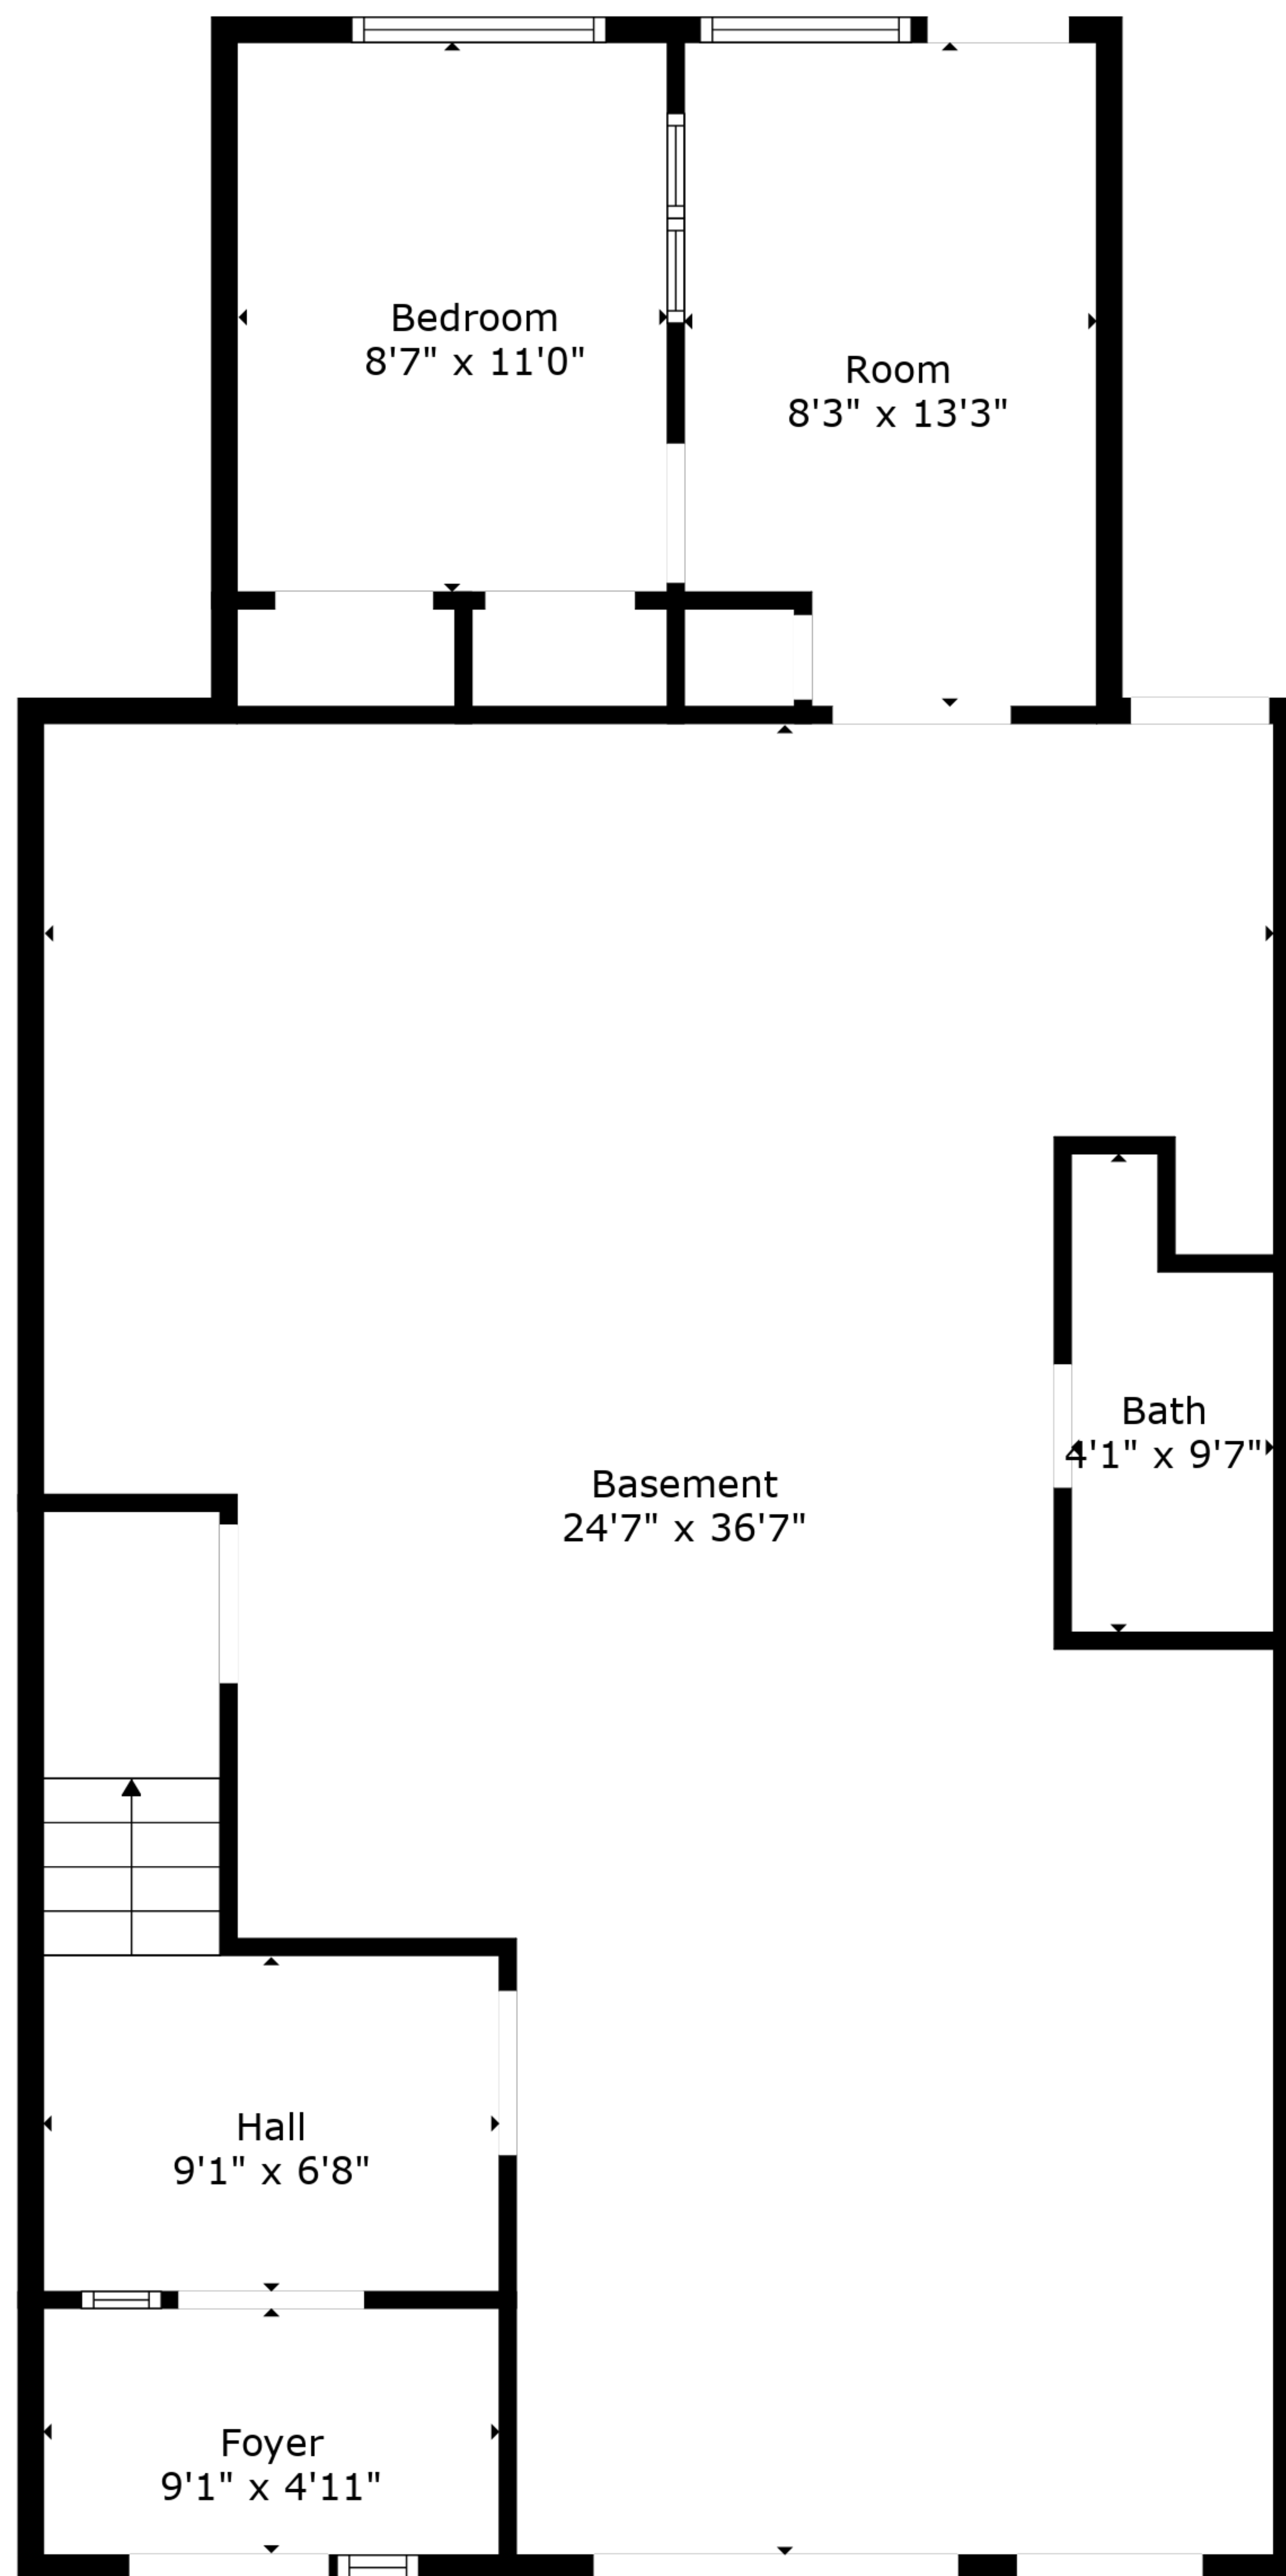 Bedroom
8'7" x 11'0"
Room
8'3" x 13'3"
Bath
4'1" x 9'7"
Basement
24'7" x 36'7"
Hall
9'1" x 6'8"
Foyer
9'1" x 4'11"